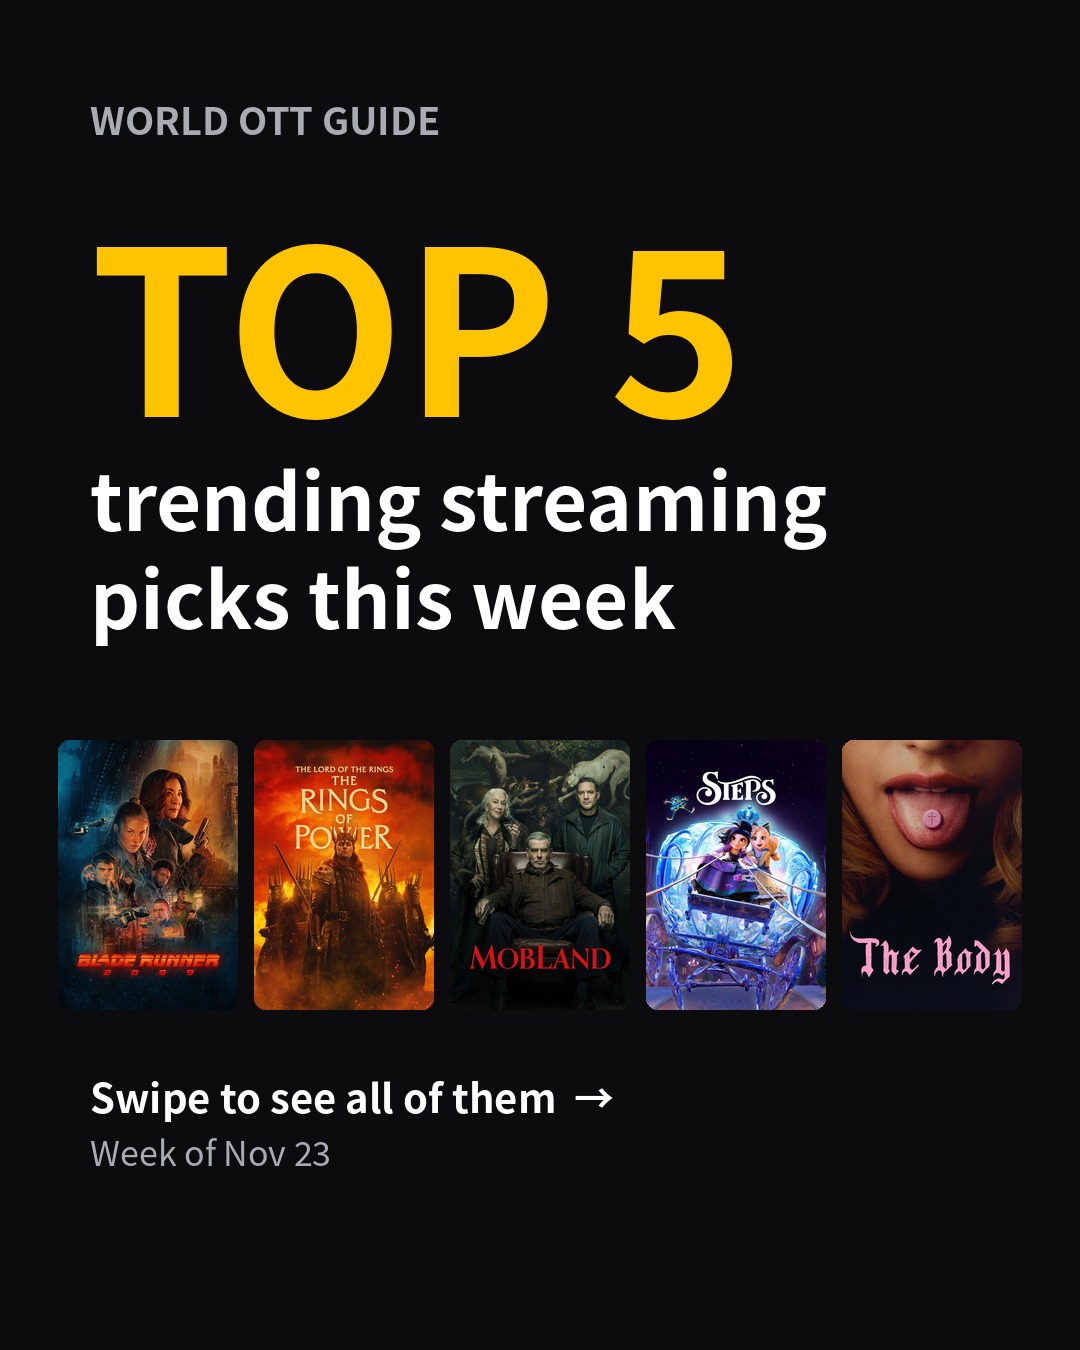 WORLD OTT GUIDE
TOP 5
trending streaming
picks this week
BLADE RUNNER
2099
THE LORD OF THE RINGS
THE
RINGS
OF
POWER
MOBLAND
STEPS
The Body
Swipe to see all of them →
Week of Nov 23